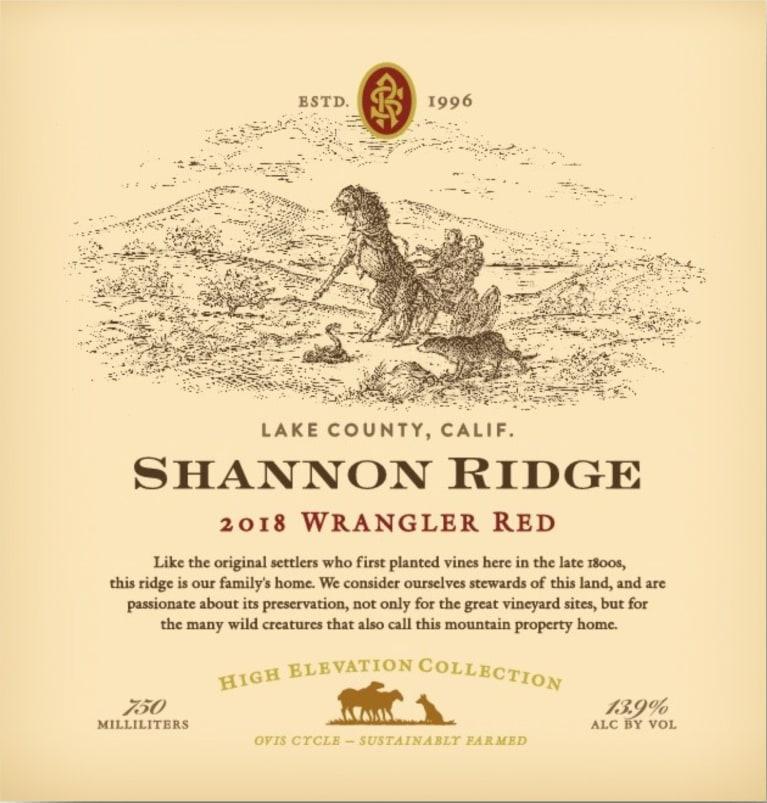 ESTD. 1996
LAKE COUNTY, CALIF.
SHANNON RIDGE
2018 WRANGLER RED
Like the original settlers who first planted vines here in the late 1800s,
this ridge is our family's home. We consider ourselves stewards of this land, and are
passionate about its preservation, not only for the great vineyard sites, but for
the many wild creatures that also call this mountain property home.
HIGH ELEVATION COLLECTION
750
MILLILITERS
13.9%
ALC BY VOL
OVIS CYCLE – SUSTAINABLY FARMED